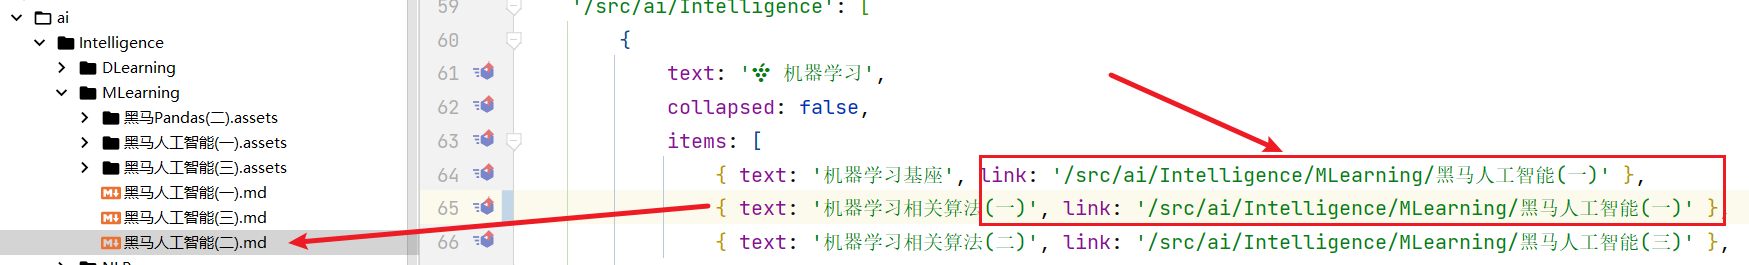 ai
Intelligence
DLearning
MLearning
黑马Pandas(二).assets
黑马人工智能(一).assets
黑马人工智能(三).assets
黑马人工智能(一).md
黑马人工智能(三).md
黑马人工智能(二).md
59 '/src/ai/Intelligence': [
60 {
61 text: '🍇 机器学习',
62 collapsed: false,
63 items: [
64 { text: '机器学习基座', link: '/src/ai/Intelligence/MLearning/黑马人工智能(一)' },
65 { text: '机器学习相关算法(一)', link: '/src/ai/Intelligence/MLearning/黑马人工智能(一)' },
66 { text: '机器学习相关算法(二)', link: '/src/ai/Intelligence/MLearning/黑马人工智能(三)' },